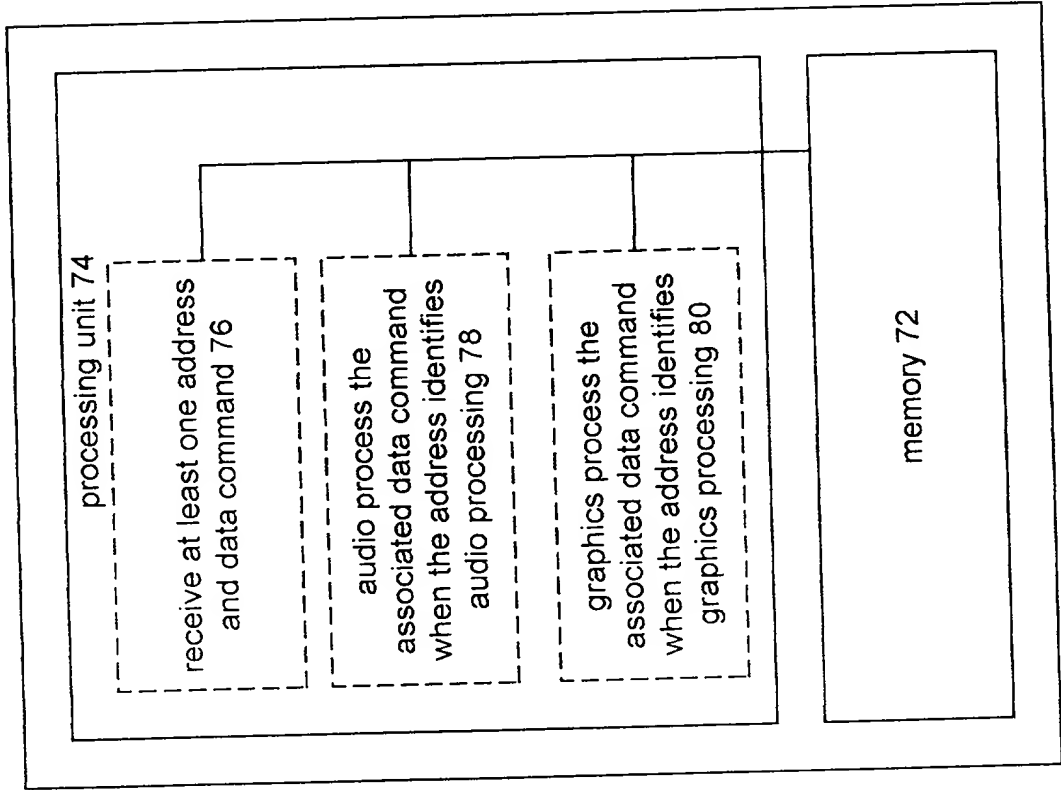 processing unit 74
receive at least one address
and data command 76
audio process the
associated data command
when the address identifies
audio processing 78
graphics process the
associated data command
when the address identifies
graphics processing 80
memory 72